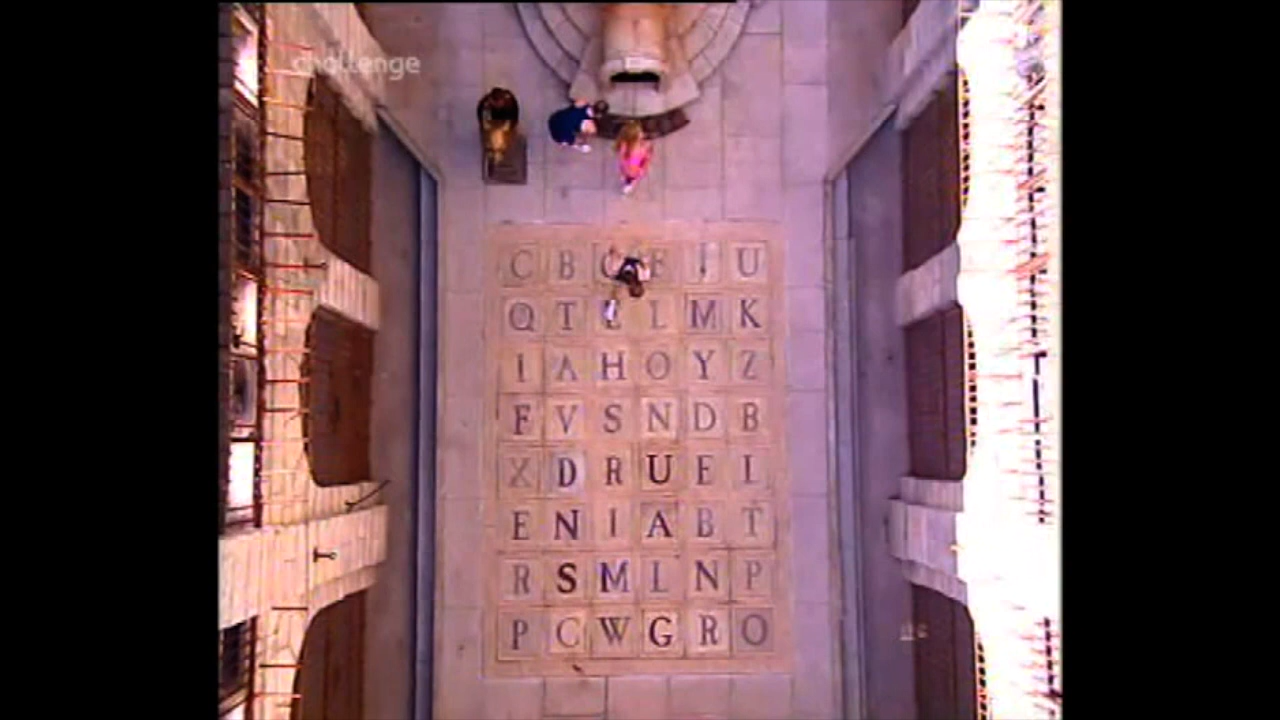 challenge
C B O E I U
Q T E L M K
I A H O Y Z
F V S N D B
X D R U E L
E N I A B T
R S M L N P
P C W G R O